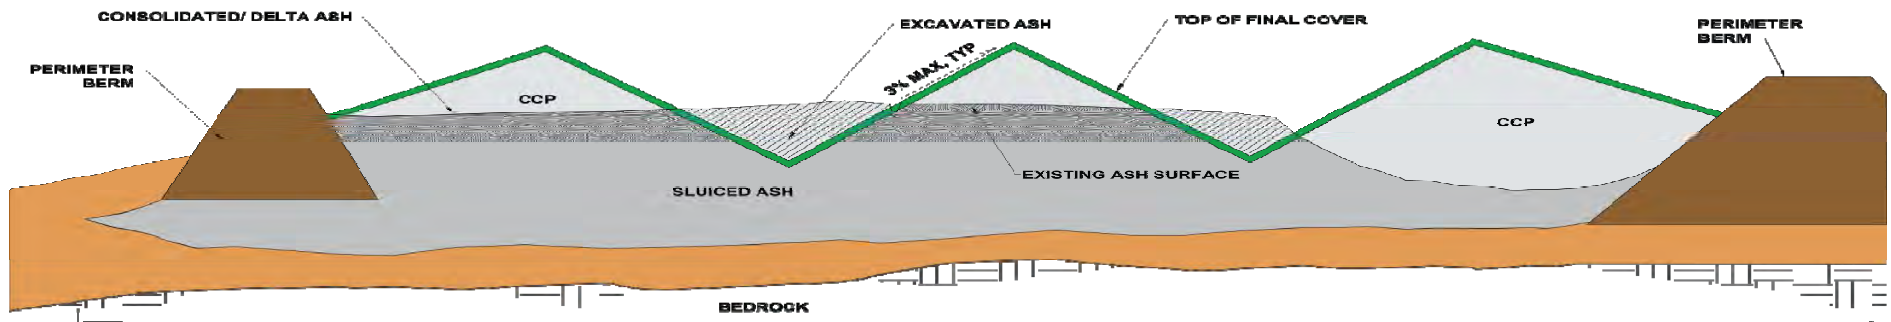 CONSOLIDATED/ DELTA ASH
EXCAVATED ASH
TOP OF FINAL COVER
PERIMETER
BERM
PERIMETER
BERM
3% MAX, TYP
CCP
CCP
EXISTING ASH SURFACE
SLUICED ASH
BEDROCK